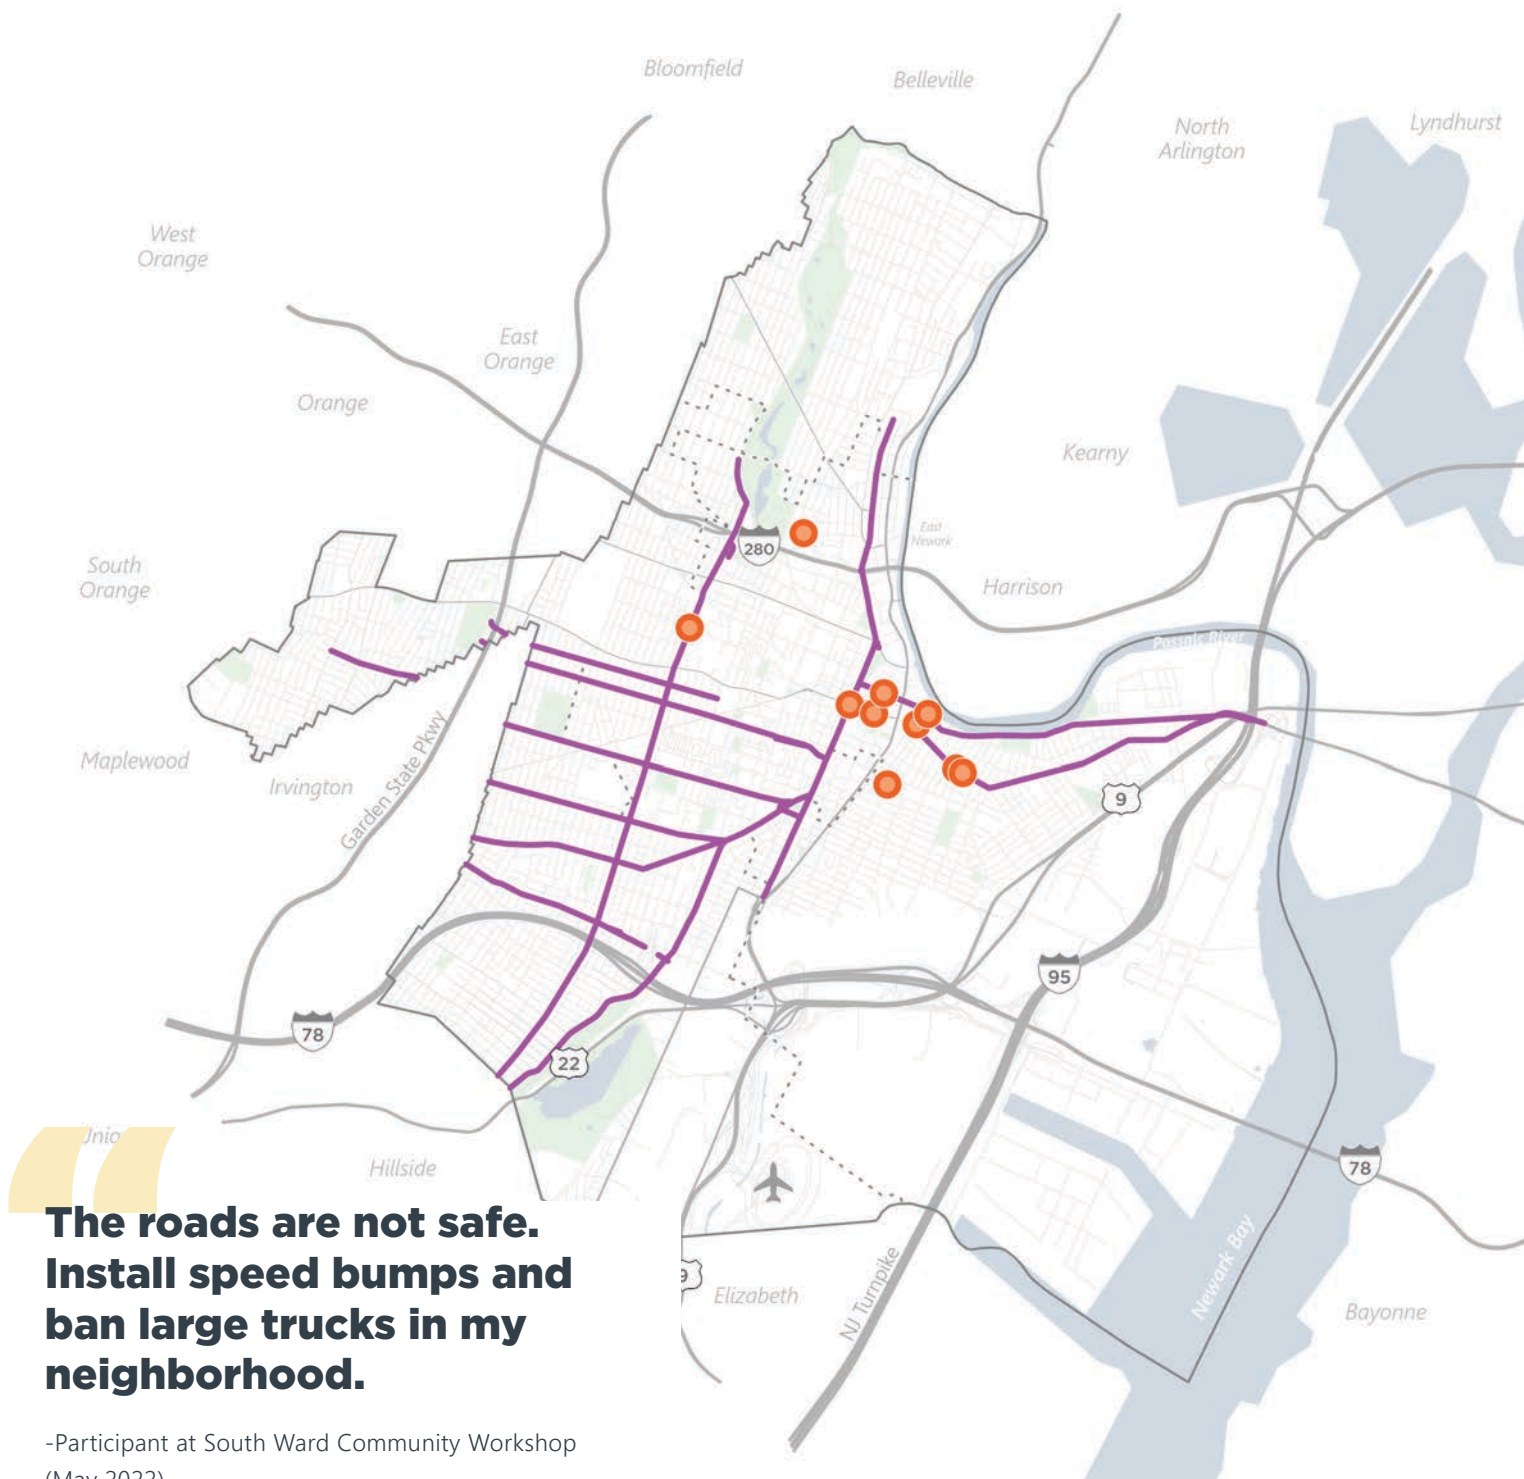 Bloomfield
Belleville
North
Arlington
Lyndhurst
West
Orange
East
Orange
Orange
Kearny
East
Newark
280
South
Orange
Harrison
Passaic River
Maplewood
Irvington
Garden State Pkwy
9
95
78
22
Hillside
78
Newark Bay
Elizabeth
NJ Turnpike
Bayonne
The roads are not safe.
Install speed bumps and
ban large trucks in my
neighborhood.
-Participant at South Ward Community Workshop
(May 2022)